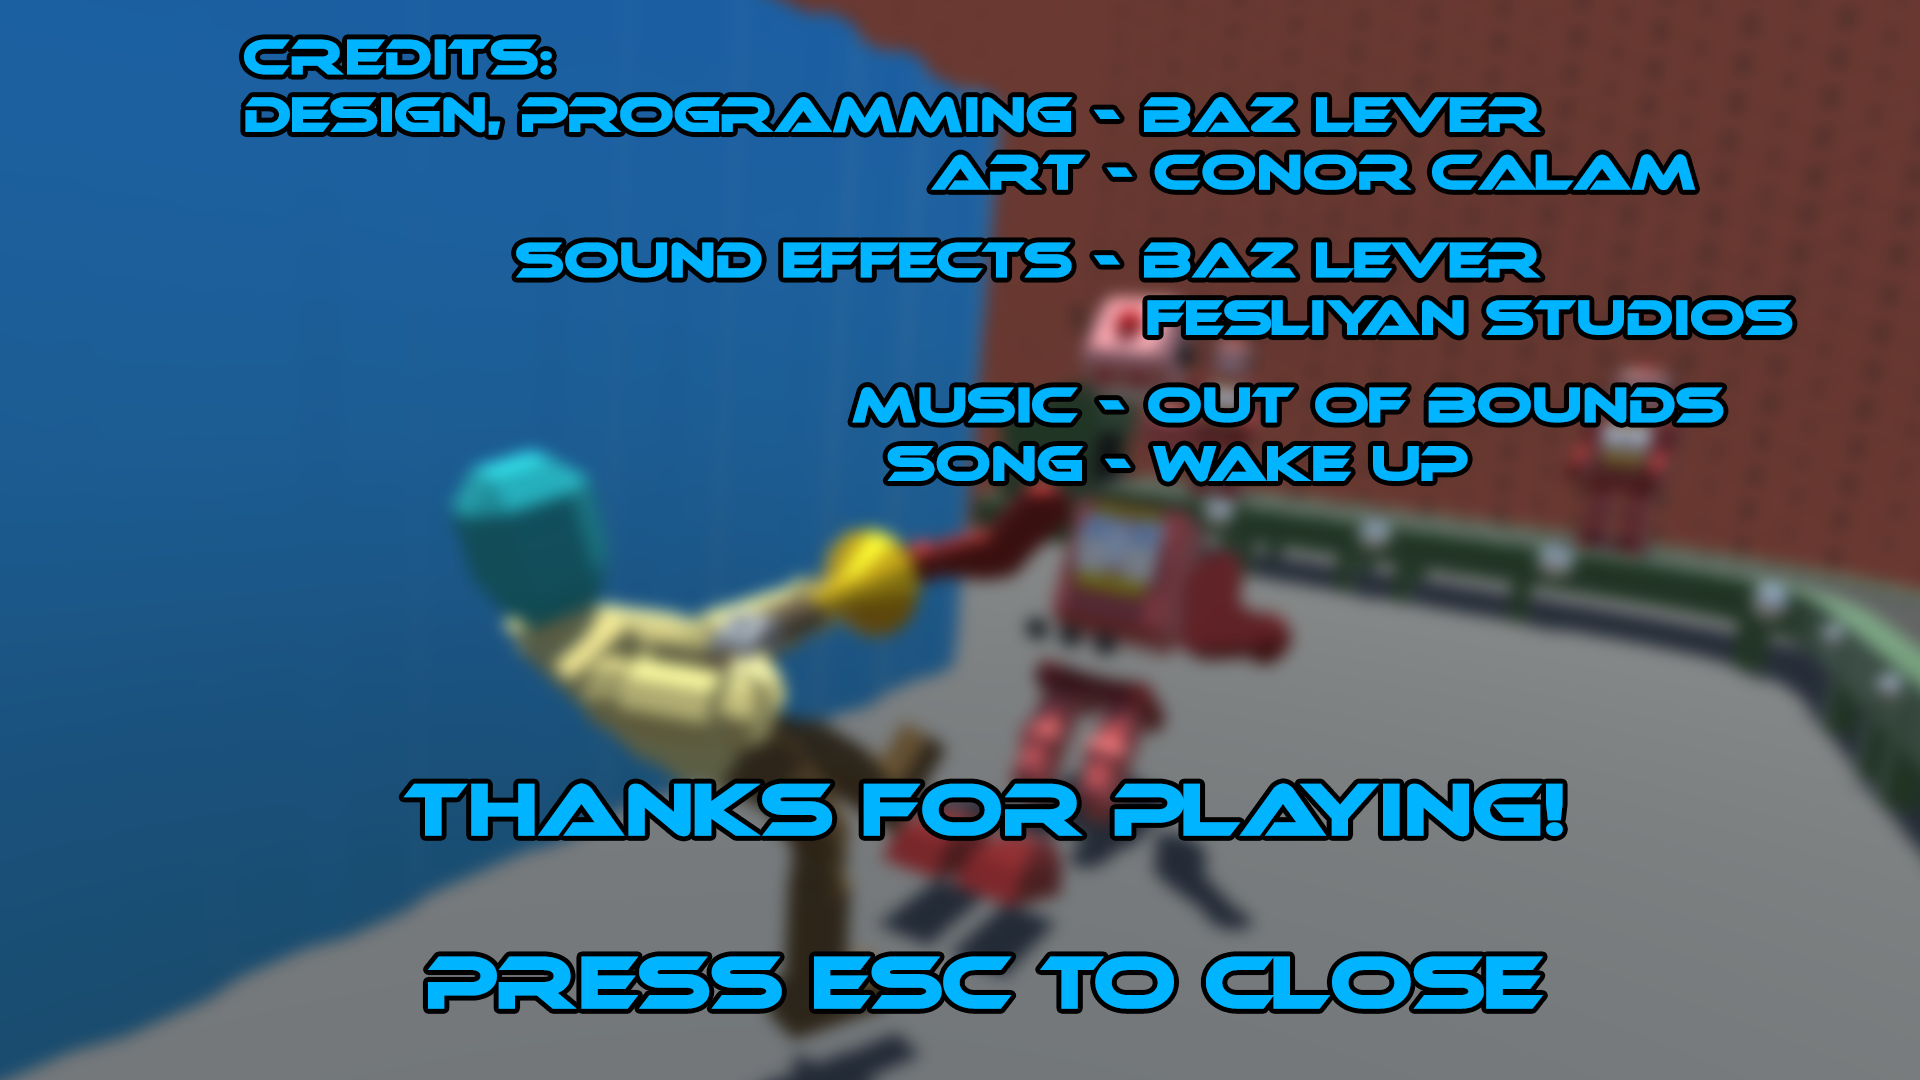 CREDITS:
DESIGN, PROGRAMMING - BAZ LEVER
ART - CONOR CALAM
SOUND EFFECTS - BAZ LEVER
FESLIYAN STUDIOS
MUSIC - OUT OF BOUNDS
SONG - WAKE UP
THANKS FOR PLAYING!
PRESS ESC TO CLOSE